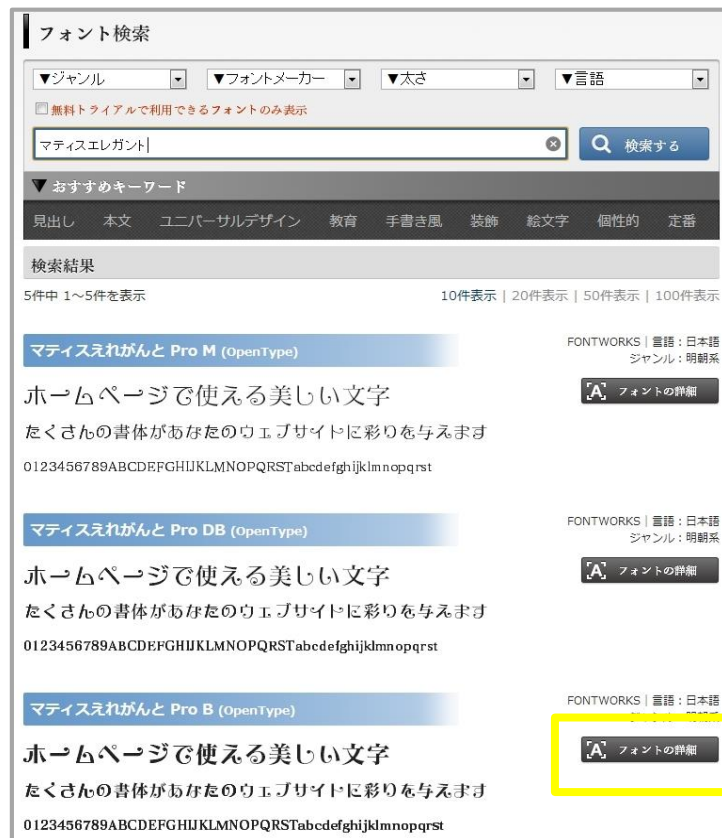 フォント検索
▼ジャンル ▼フォントメーカー ▼太さ ▼言語
無料トライアルで利用できるフォントのみ表示
マティスエレガント
検索する
▼おすすめキーワード
見出し 本文 ユニバーサルデザイン 教育 手書き風 装飾 絵文字 個性的 定番
検索結果
5件中 1～5件を表示 10件表示 | 20件表示 | 50件表示 | 100件表示
マティスえれがんと Pro M (OpenType)
FONTWORKS | 言語：日本語
ジャンル：明朝系
フォントの詳細
ホームページで使える美しい文字
たくさんの書体があなたのウェブサイトに彩りを与えます
0123456789ABCDEFGHIJKLMNOPQRSTabcdefghijklmnopqrst
マティスえれがんと Pro DB (OpenType)
FONTWORKS | 言語：日本語
ジャンル：明朝系
フォントの詳細
ホームページで使える美しい文字
たくさんの書体があなたのウェブサイトに彩りを与えます
0123456789ABCDEFGHIJKLMNOPQRSTabcdefghijklmnopqrst
マティスえれがんと Pro B (OpenType)
FONTWORKS | 言語：日本語
フォントの詳細
ホームページで使える美しい文字
たくさんの書体があなたのウェブサイトに彩りを与えます
0123456789ABCDEFGHIJKLMNOPQRSTabcdefghijklmnopqrst